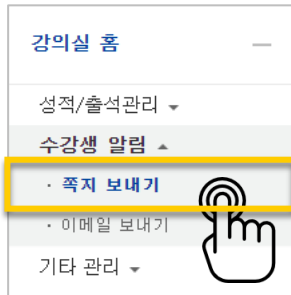 강의실 홈
성적/출석관리
수강생 알림
· 쪽지 보내기
· 이메일 보내기
기타 관리